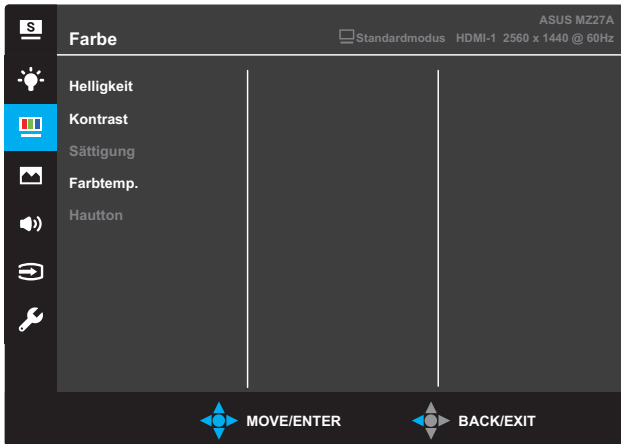 S
Farbe
ASUS MZ27A
Standardmodus HDMI-1 2560 x 1440 @ 60Hz
Helligkeit
Kontrast
Sättigung
Farbtemp.
Hautton
MOVE/ENTER
BACK/EXIT